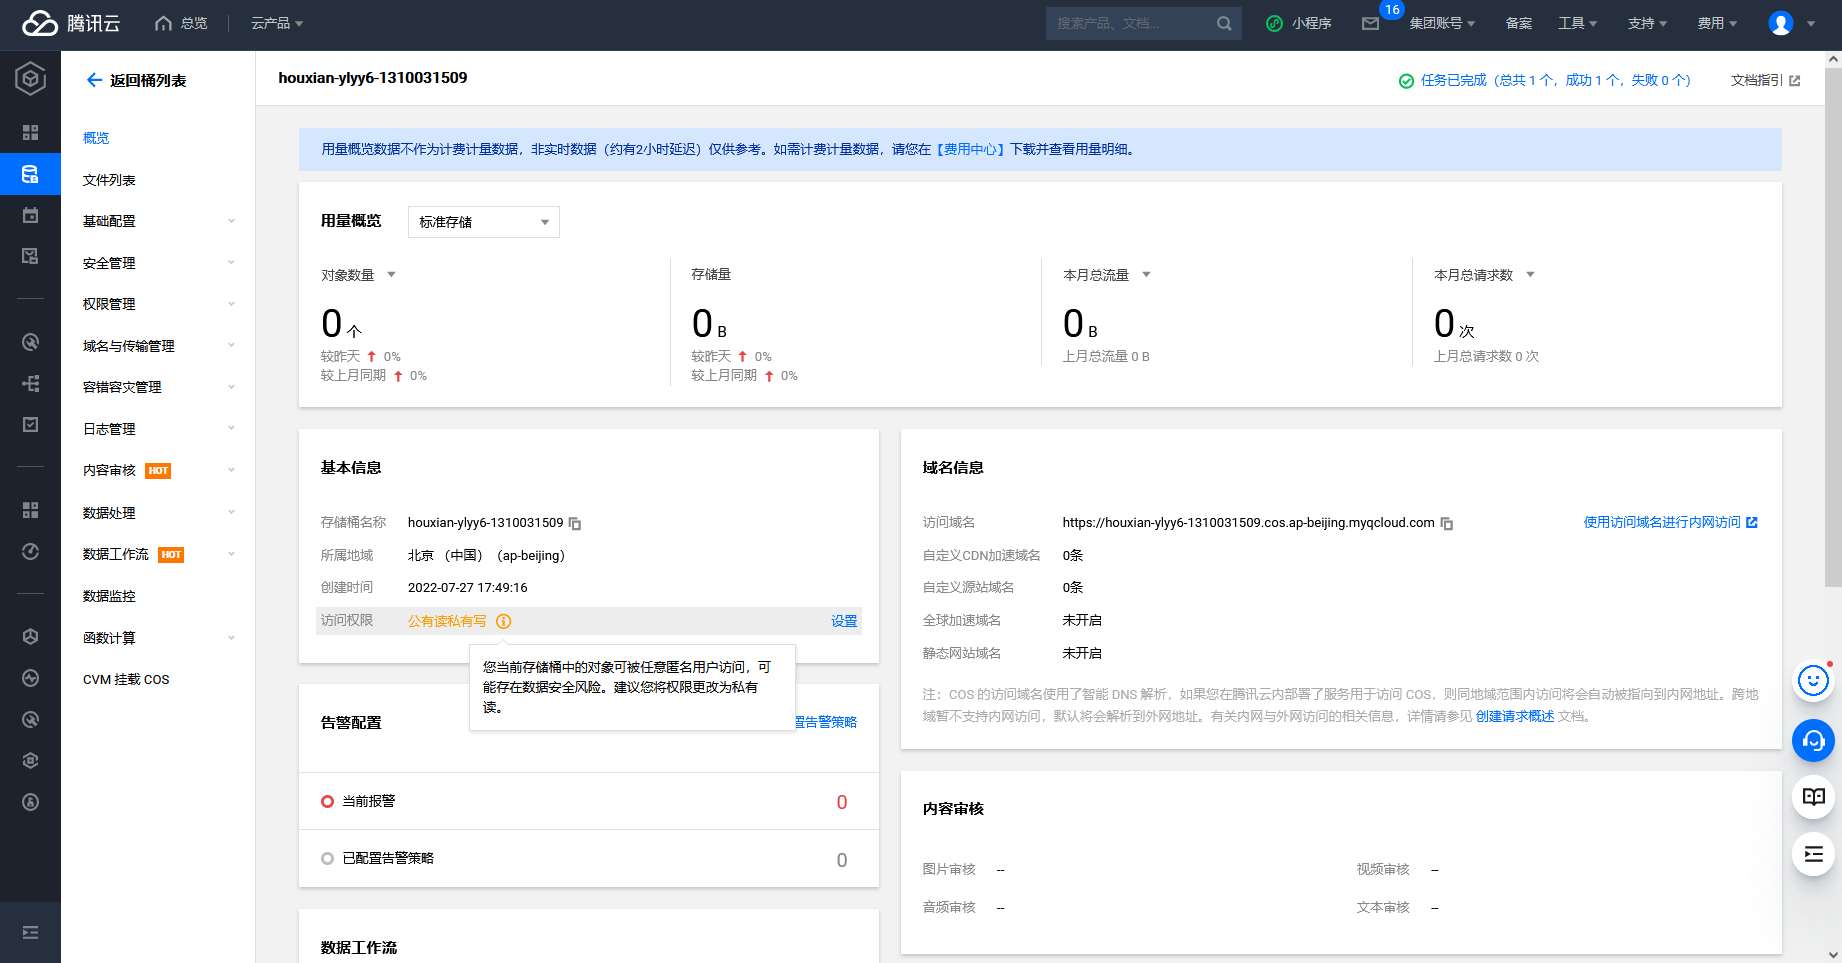 腾讯云
总览
云产品
搜索产品、文档...
小程序
16
集团账号
备案
工具
支持
费用
返回桶列表
概览
文件列表
基础配置
安全管理
权限管理
域名与传输管理
容错容灾管理
日志管理
内容审核 HOT
数据处理
数据工作流 HOT
数据监控
函数计算
CVM 挂载 COS
houxian-ylyy6-1310031509
任务已完成（总共 1 个，成功 1 个，失败 0 个）
文档指引
用量概览数据不作为计费计量数据，非实时数据（约有2小时延迟）仅供参考。如需计费计量数据，请您在【费用中心】下载并查看用量明细。
用量概览
标准存储
对象数量
0 个
较昨天 0%
较上月同期 0%
存储量
0 B
较昨天 0%
较上月同期 0%
本月总流量
0 B
上月总流量 0 B
本月总请求数
0 次
上月总请求数 0 次
基本信息
存储桶名称 houxian-ylyy6-1310031509
所属地域 北京 （中国）（ap-beijing）
创建时间 2022-07-27 17:49:16
访问权限 公有读私有写 设置
您当前存储桶中的对象可被任意匿名用户访问，可
能存在数据安全风险。建议您将权限更改为私有
读。
告警配置
置告警策略
当前报警 0
已配置告警策略 0
数据工作流
域名信息
访问域名 https://houxian-ylyy6-1310031509.cos.ap-beijing.myqcloud.com 使用访问域名进行内网访问
自定义CDN加速域名 0条
自定义源站域名 0条
全球加速域名 未开启
静态网站域名 未开启
注：COS 的访问域名使用了智能 DNS 解析，如果您在腾讯云内部署了服务用于访问 COS，则同地域范围内访问将会自动被指向到内网地址。跨地
域暂不支持内网访问，默认将会解析到外网地址。有关内网与外网访问的相关信息，详情请参见 创建请求概述 文档。
内容审核
图片审核 --
视频审核 --
音频审核 --
文本审核 --